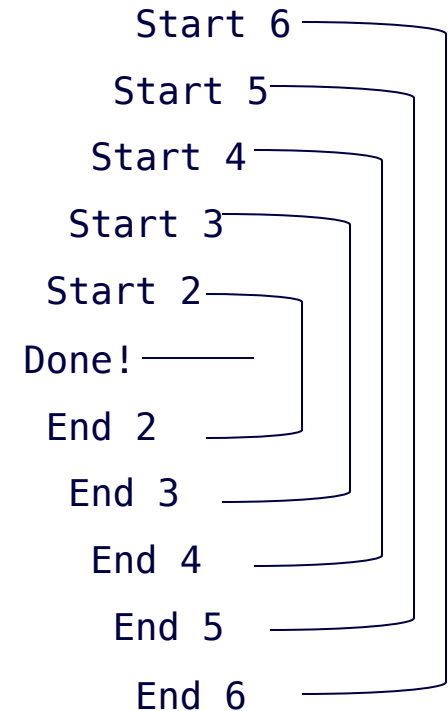 Start 6
Start 5
Start 4
Start 3
Start 2
Done!
End 2
End 3
End 4
End 5
End 6